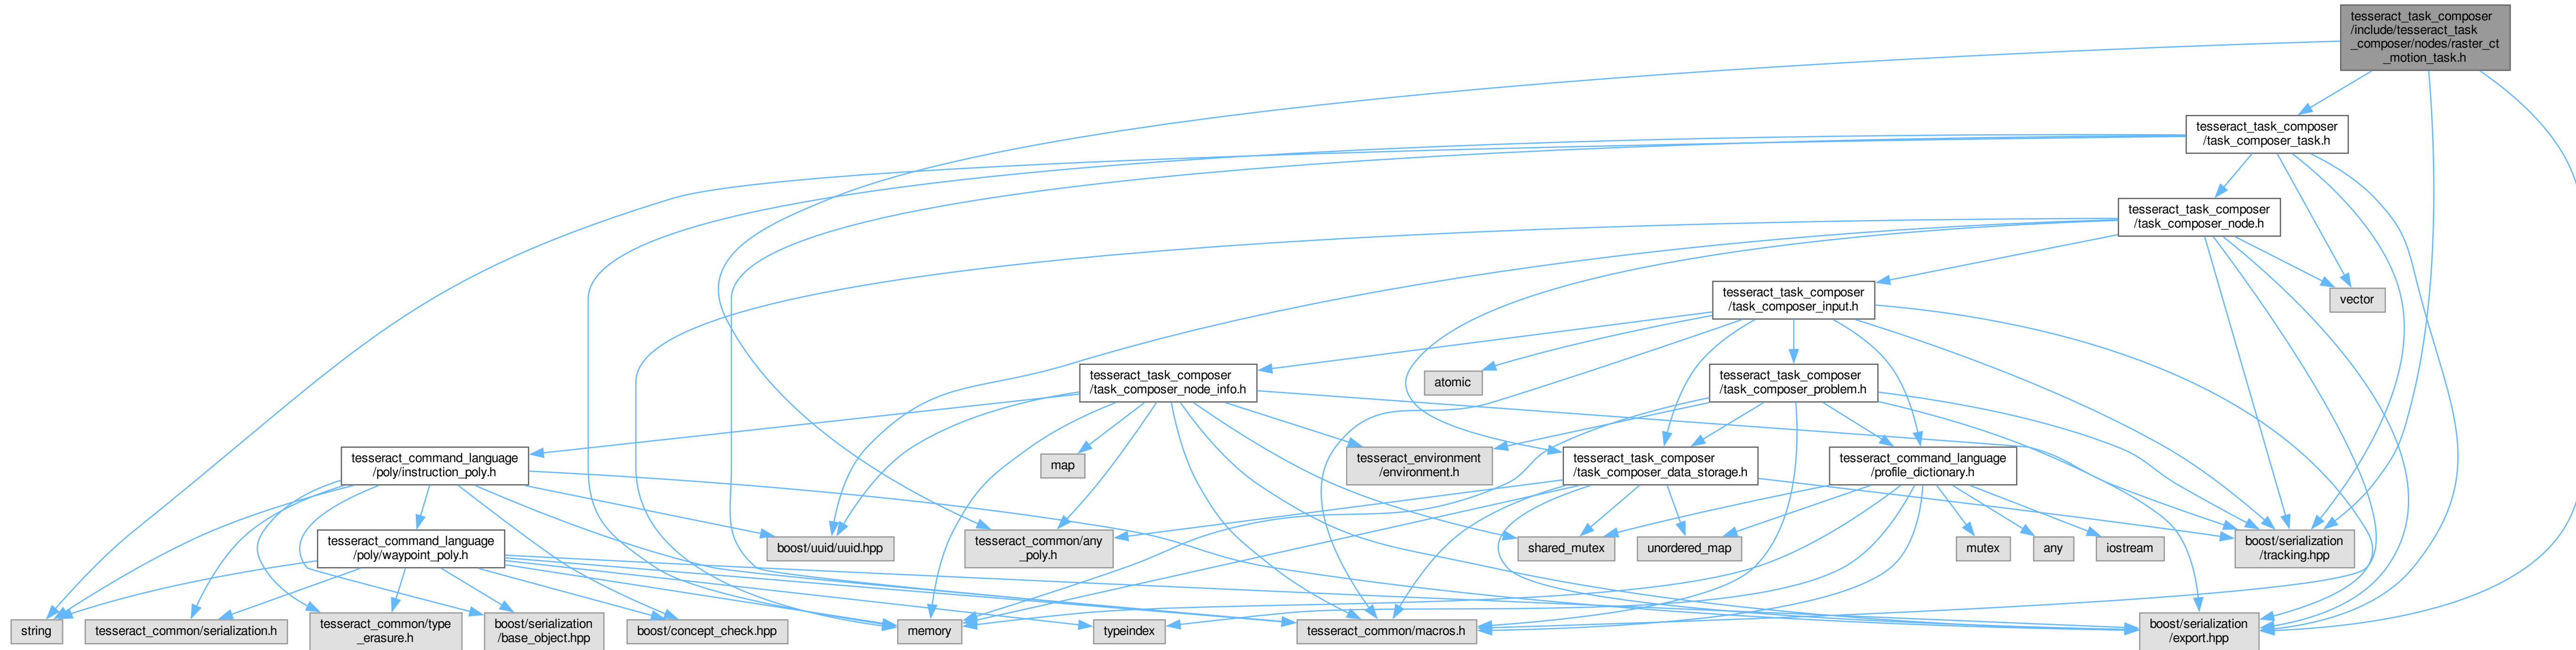 tesseract_task_composer
/include/tesseract_task
_composer/nodes/raster_ct
_motion_task.h
tesseract_task_composer
/task_composer_task.h
tesseract_task_composer
/task_composer_node.h
tesseract_task_composer
/task_composer_input.h
vector
tesseract_task_composer
/task_composer_node_info.h
atomic
tesseract_task_composer
/task_composer_problem.h
tesseract_command_language
/poly/instruction_poly.h
map
tesseract_environment
/environment.h
tesseract_task_composer
/task_composer_data_storage.h
tesseract_command_language
/profile_dictionary.h
tesseract_command_language
/poly/waypoint_poly.h
boost/uuid/uuid.hpp
tesseract_common/any
_poly.h
shared_mutex
unordered_map
mutex
any
iostream
boost/serialization
/tracking.hpp
string
tesseract_common/serialization.h
tesseract_common/type
_erasure.h
boost/serialization
/base_object.hpp
boost/concept_check.hpp
memory
typeindex
tesseract_common/macros.h
boost/serialization
/export.hpp